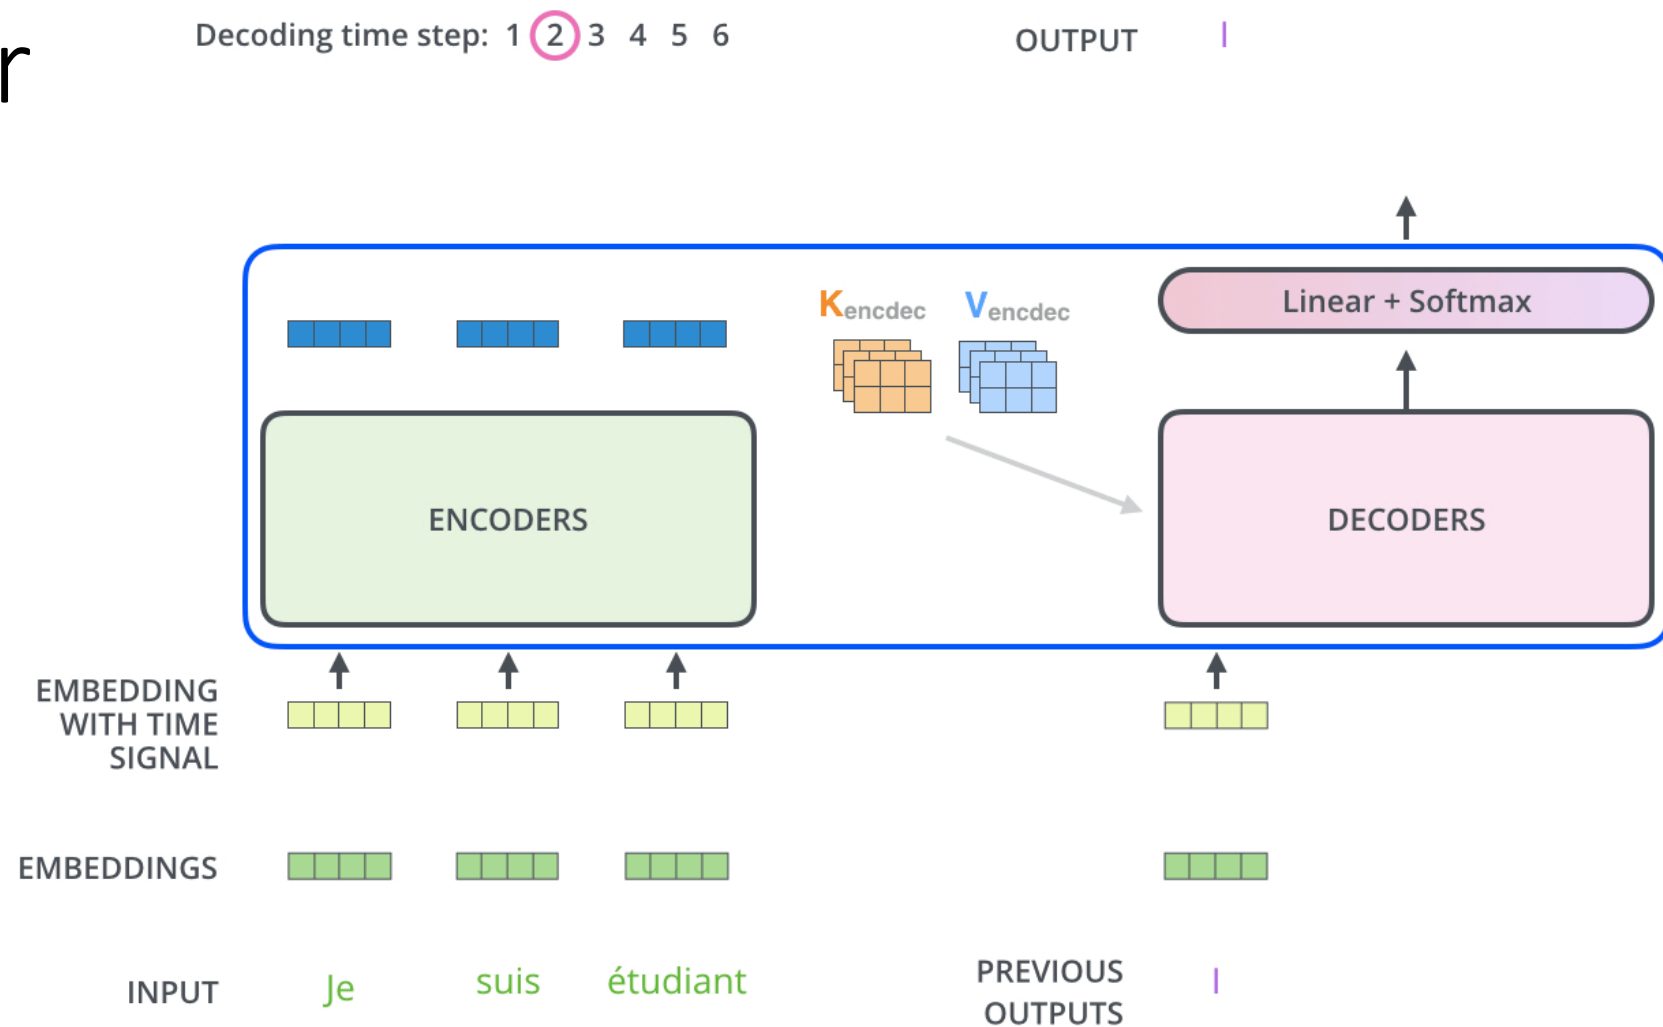 r
Decoding time step: 1 2 3 4 5 6
OUTPUT I
Kencdec Vencdec
Linear + Softmax
ENCODERS
DECODERS
EMBEDDING
WITH TIME
SIGNAL
EMBEDDINGS
INPUT Je suis étudiant
PREVIOUS
OUTPUTS
I